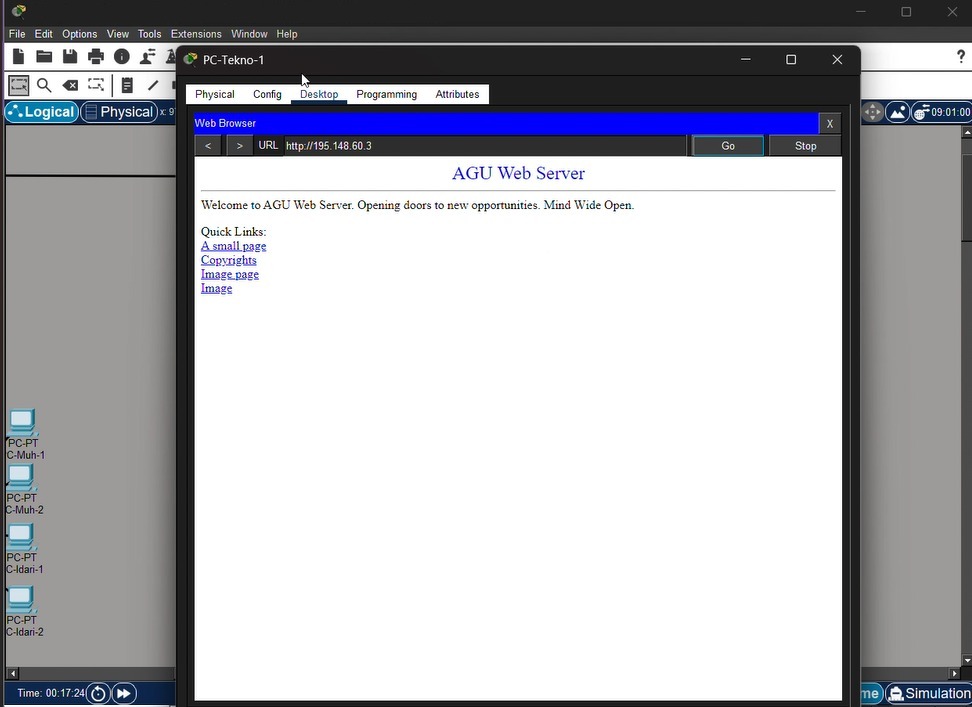 File Edit Options View Tools Extensions Window Help
PC-Tekno-1
?
Physical Config Desktop Programming Attributes
Logical Physical x: 9 09:01:00
Web Browser X
< > URL http://195.148.60.3 Go Stop
AGU Web Server
Welcome to AGU Web Server. Opening doors to new opportunities. Mind Wide Open.
Quick Links:
A small page
Copyrights
Image page
Image
PC-PT
C-Muh-1
PC-PT
C-Muh-2
PC-PT
C-Idari-1
PC-PT
C-Idari-2
Time: 00:17:24 me Simulation